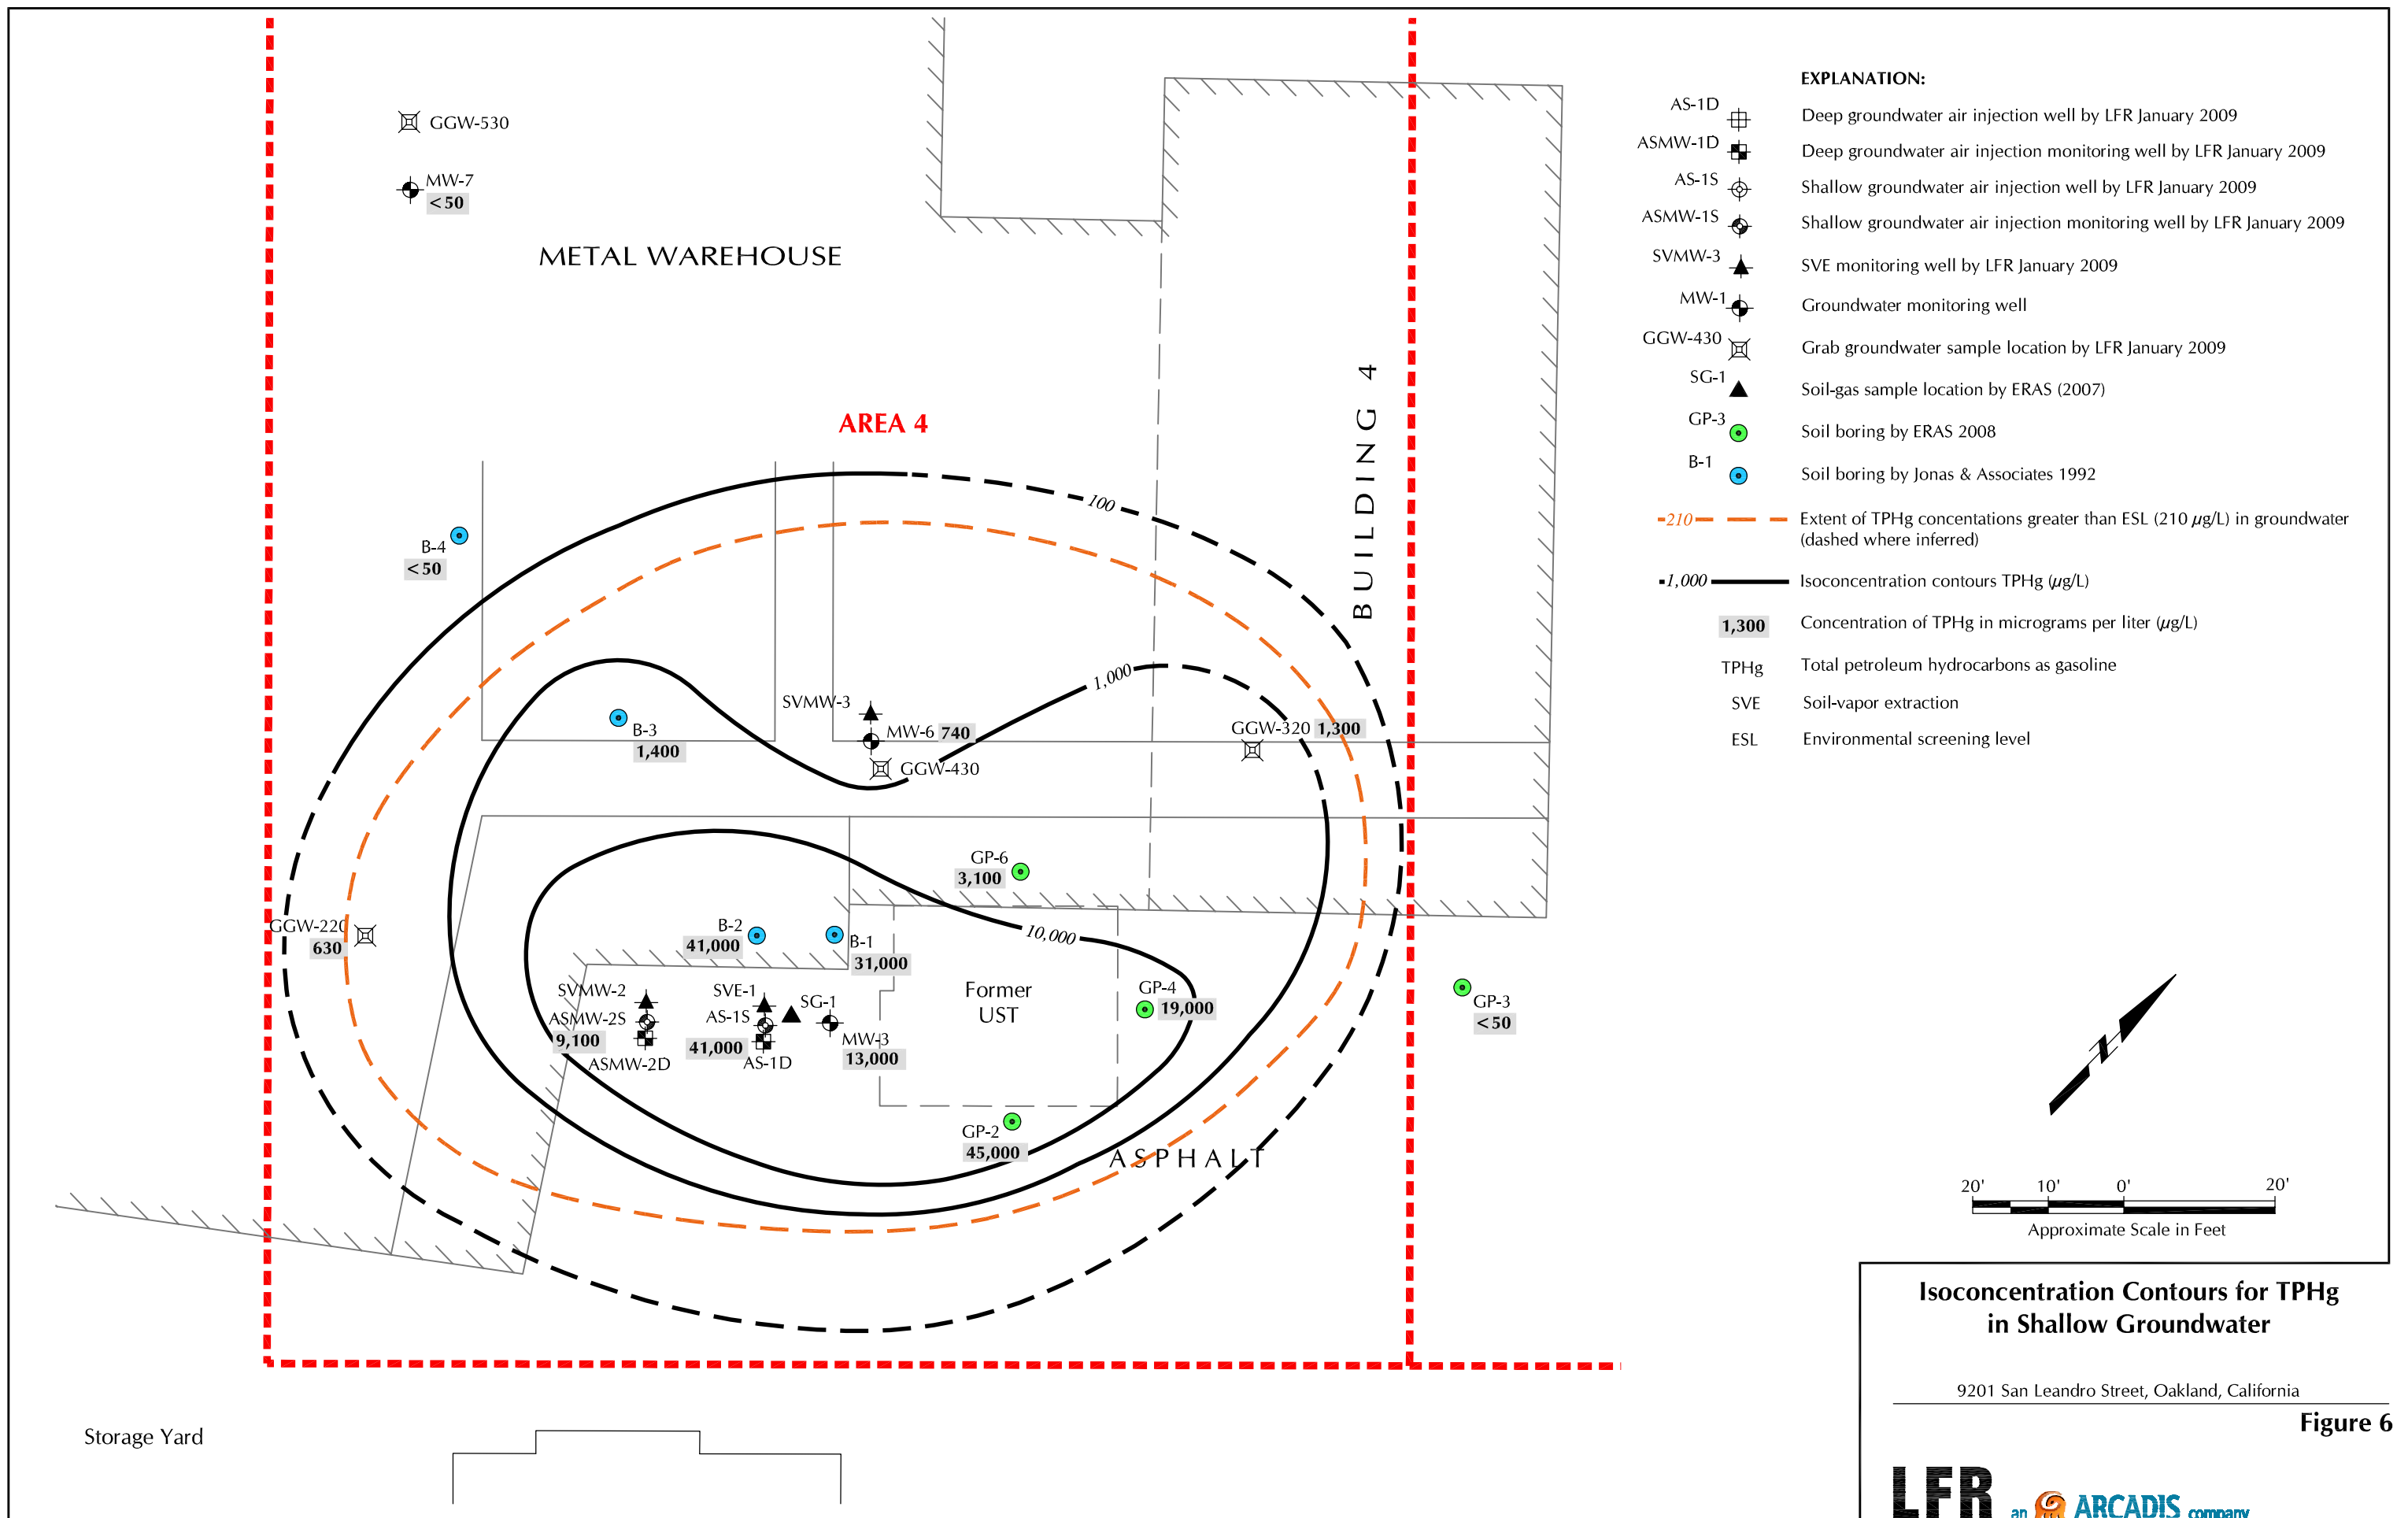 GGW-530
MW-7
<50
METAL WAREHOUSE
AREA 4
BUILDING 4
100
B-4
<50
1,000
SVMW-3
MW-6 740
GGW-430
B-3
1,400
GGW-320 1,300
GP-6
3,100
GGW-220
630
B-2
41,000
B-1
31,000
10,000
SVMW-2
ASMW-2S
9,100
ASMW-2D
SVE-1
AS-1S
41,000
AS-1D
SG-1
MW-3
13,000
Former
UST
GP-4
19,000
GP-3
<50
GP-2
45,000
ASPHALT
Storage Yard
EXPLANATION:
AS-1D
Deep groundwater air injection well by LFR January 2009
ASMW-1D
Deep groundwater air injection monitoring well by LFR January 2009
AS-1S
Shallow groundwater air injection well by LFR January 2009
ASMW-1S
Shallow groundwater air injection monitoring well by LFR January 2009
SVMW-3
SVE monitoring well by LFR January 2009
MW-1
Groundwater monitoring well
GGW-430
Grab groundwater sample location by LFR January 2009
SG-1
Soil-gas sample location by ERAS (2007)
GP-3
Soil boring by ERAS 2008
B-1
Soil boring by Jonas & Associates 1992
210
Extent of TPHg concentations greater than ESL (210 µg/L) in groundwater
(dashed where inferred)
1,000
Isoconcentration contours TPHg (µg/L)
1,300
Concentration of TPHg in micrograms per liter (µg/L)
TPHg
Total petroleum hydrocarbons as gasoline
SVE
Soil-vapor extraction
ESL
Environmental screening level
N
20' 10' 0' 20'
Approximate Scale in Feet
Isoconcentration Contours for TPHg
in Shallow Groundwater
9201 San Leandro Street, Oakland, California
Figure 6
LFR an ARCADIS company